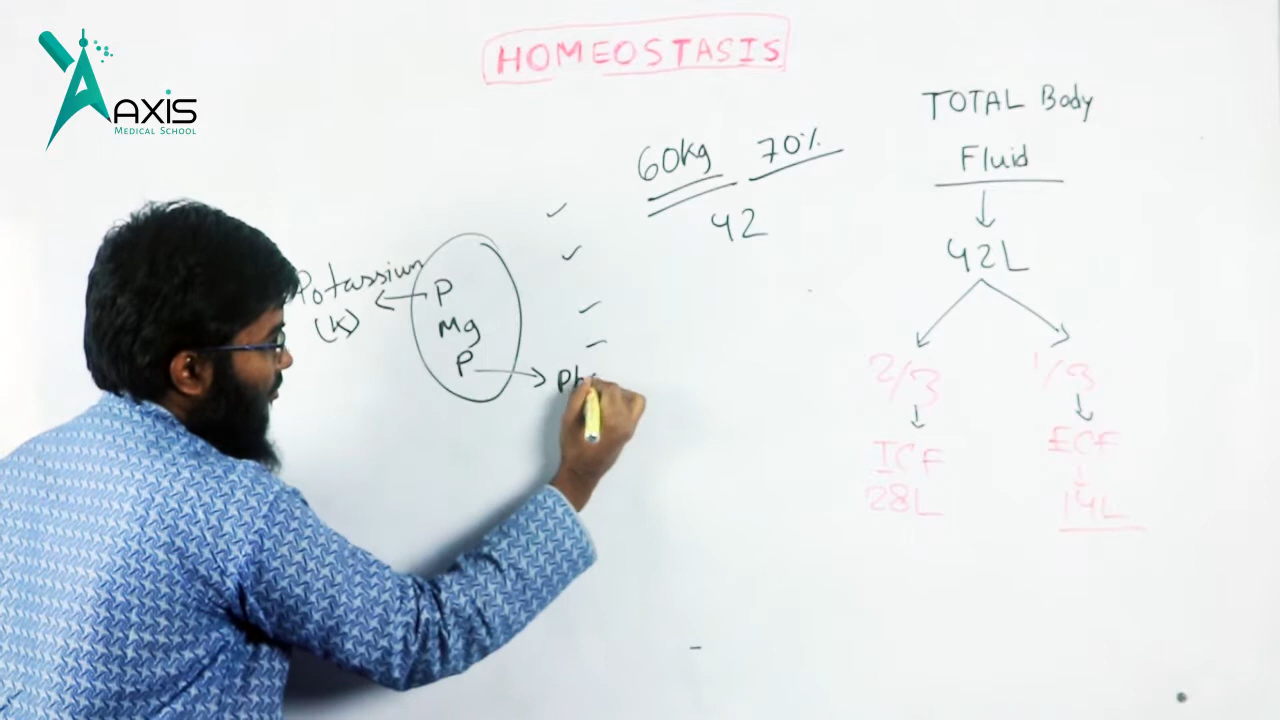 AXIS
MEDICAL SCHOOL
HOMEOSTASIS
60kg 70%
42
Potassium
(K)
P
Mg
P
Ph
TOTAL Body
Fluid
42L
2/3 1/3
ICF ECF
28L 14L